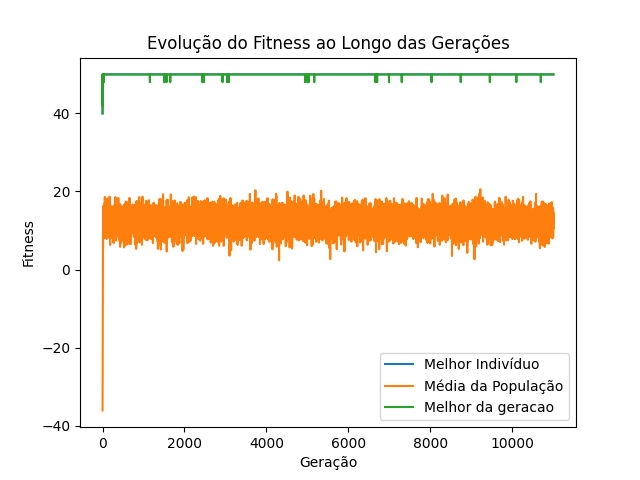 Evolução do Fitness ao Longo das Gerações
Fitness
40
20
0
−20
−40
0
2000
4000
6000
8000
10000
Geração
Melhor Indivíduo
Média da População
Melhor da geracao